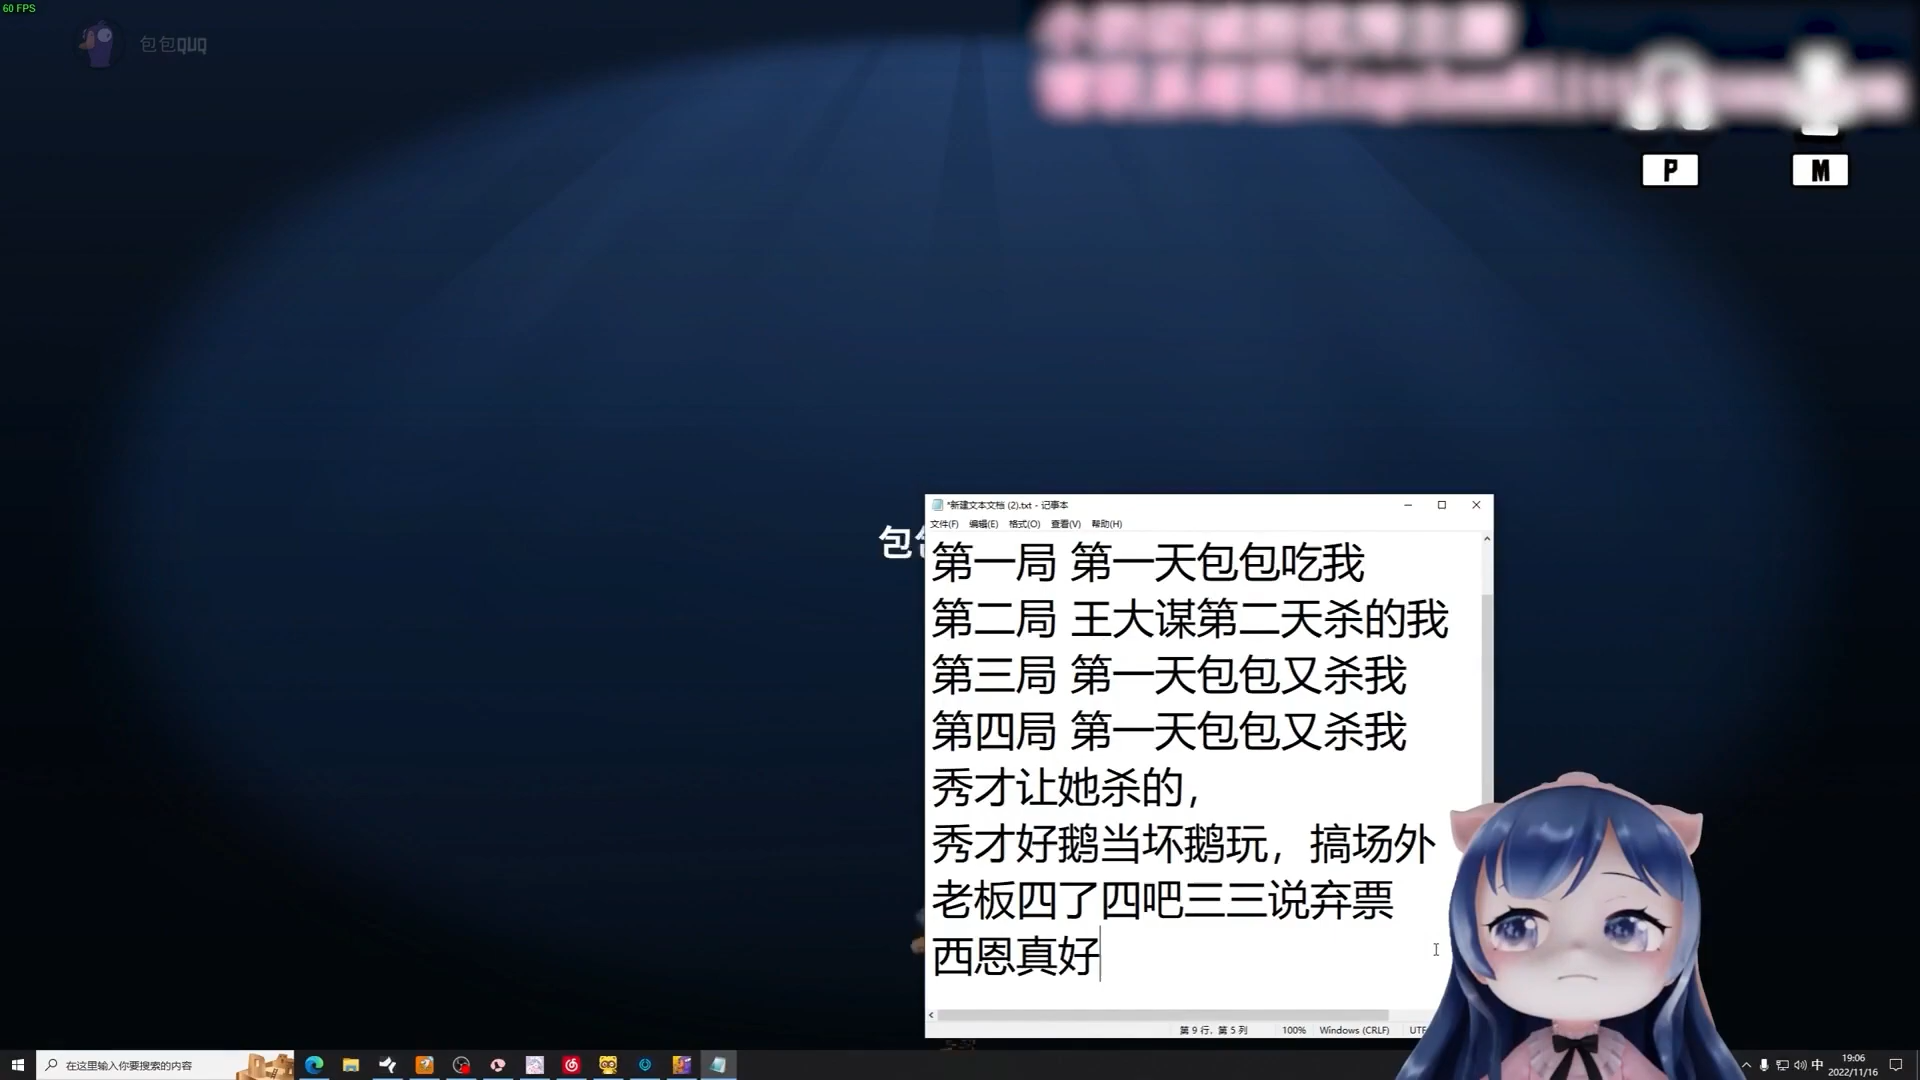 60 FPS
包包QUQ
P
M
包
*新建文本文档 (2).txt - 记事本
文件(F) 编辑(E) 格式(O) 查看(V) 帮助(H)
第一局 第一天包包吃我
第二局 王大谋第二天杀的我
第三局 第一天包包又杀我
第四局 第一天包包又杀我
秀才让她杀的，
秀才好鹅当坏鹅玩，搞场外
老板四了四吧三三说弃票
西恩真好
第 9 行，第 5 列 100% Windows (CRLF) UTF
在这里输入你要搜索的内容
中
19:06
2022/11/16